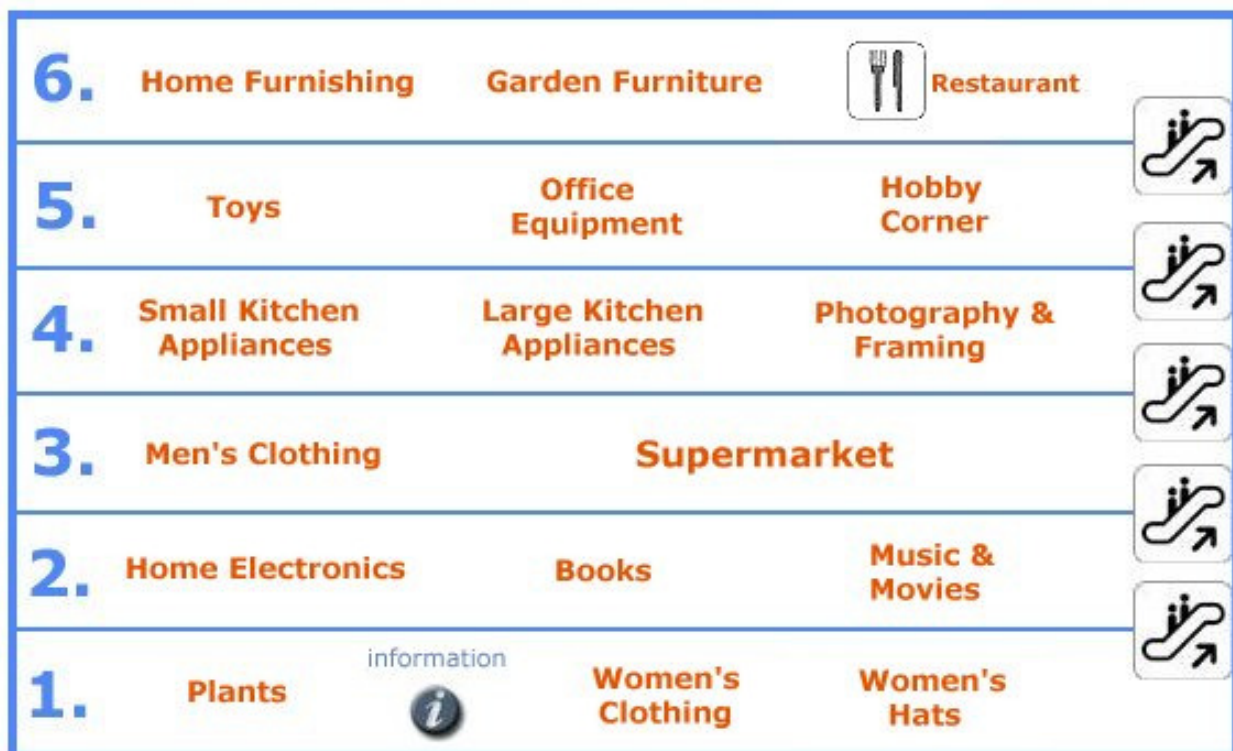 6. Home Furnishing Garden Furniture Restaurant
5. Toys Office Equipment Hobby Corner
4. Small Kitchen Appliances Large Kitchen Appliances Photography & Framing
3. Men's Clothing Supermarket
2. Home Electronics Books Music & Movies
information
1. Plants i Women's Clothing Women's Hats